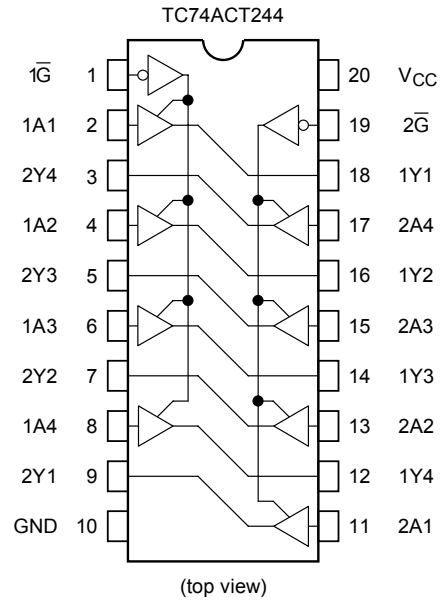 TC74ACT244
1G̅ 1 20 VCC
1A1 2 19 2G̅
2Y4 3 18 1Y1
1A2 4 17 2A4
2Y3 5 16 1Y2
1A3 6 15 2A3
2Y2 7 14 1Y3
1A4 8 13 2A2
2Y1 9 12 1Y4
GND 10 11 2A1
(top view)